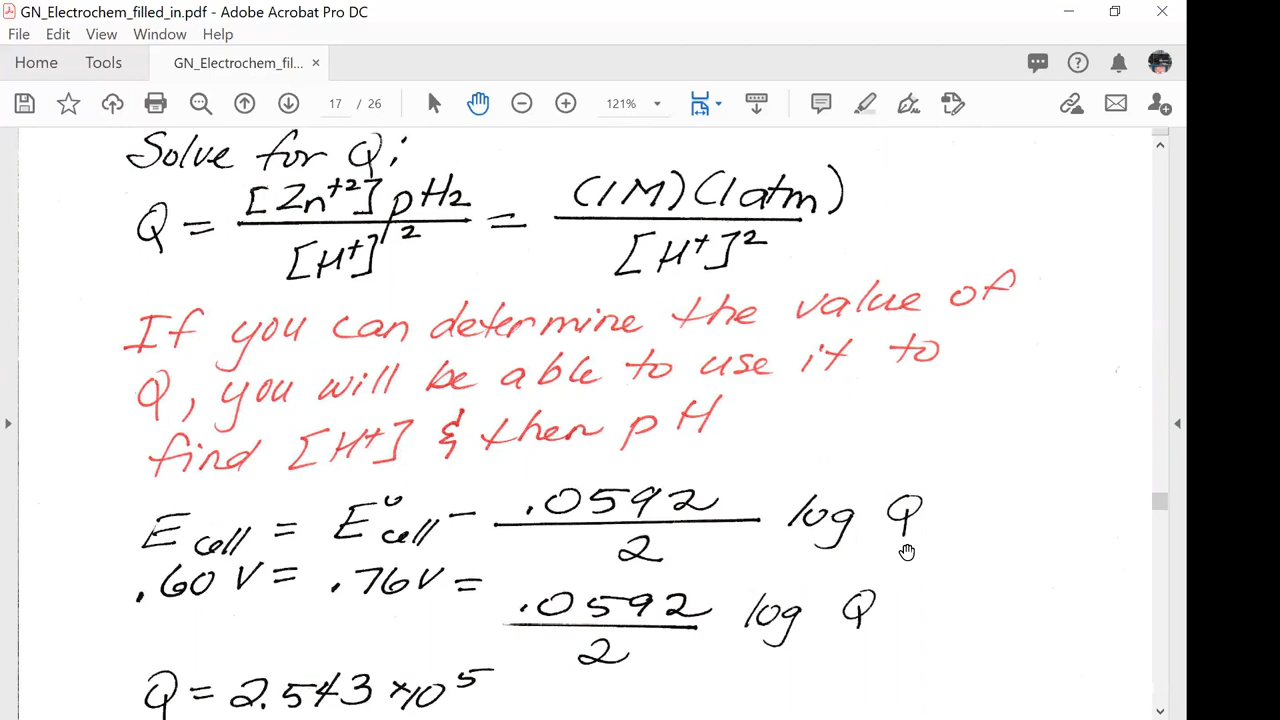 GN_Electrochem_filled_in.pdf - Adobe Acrobat Pro DC
File Edit View Window Help
Home Tools GN_Electrochem_fil... ×
17 / 26 121%
Solve for Q:
Q = [Zn+2] pH2 / [H+]^2 = (1M)(1atm) / [H+]^2
If you can determine the value of
Q, you will be able to use it to
find [H+] & then pH
E cell = E° cell - .0592 / 2 log Q
.60 V = .76V = .0592 / 2 log Q
Q = 2.543 × 10^5